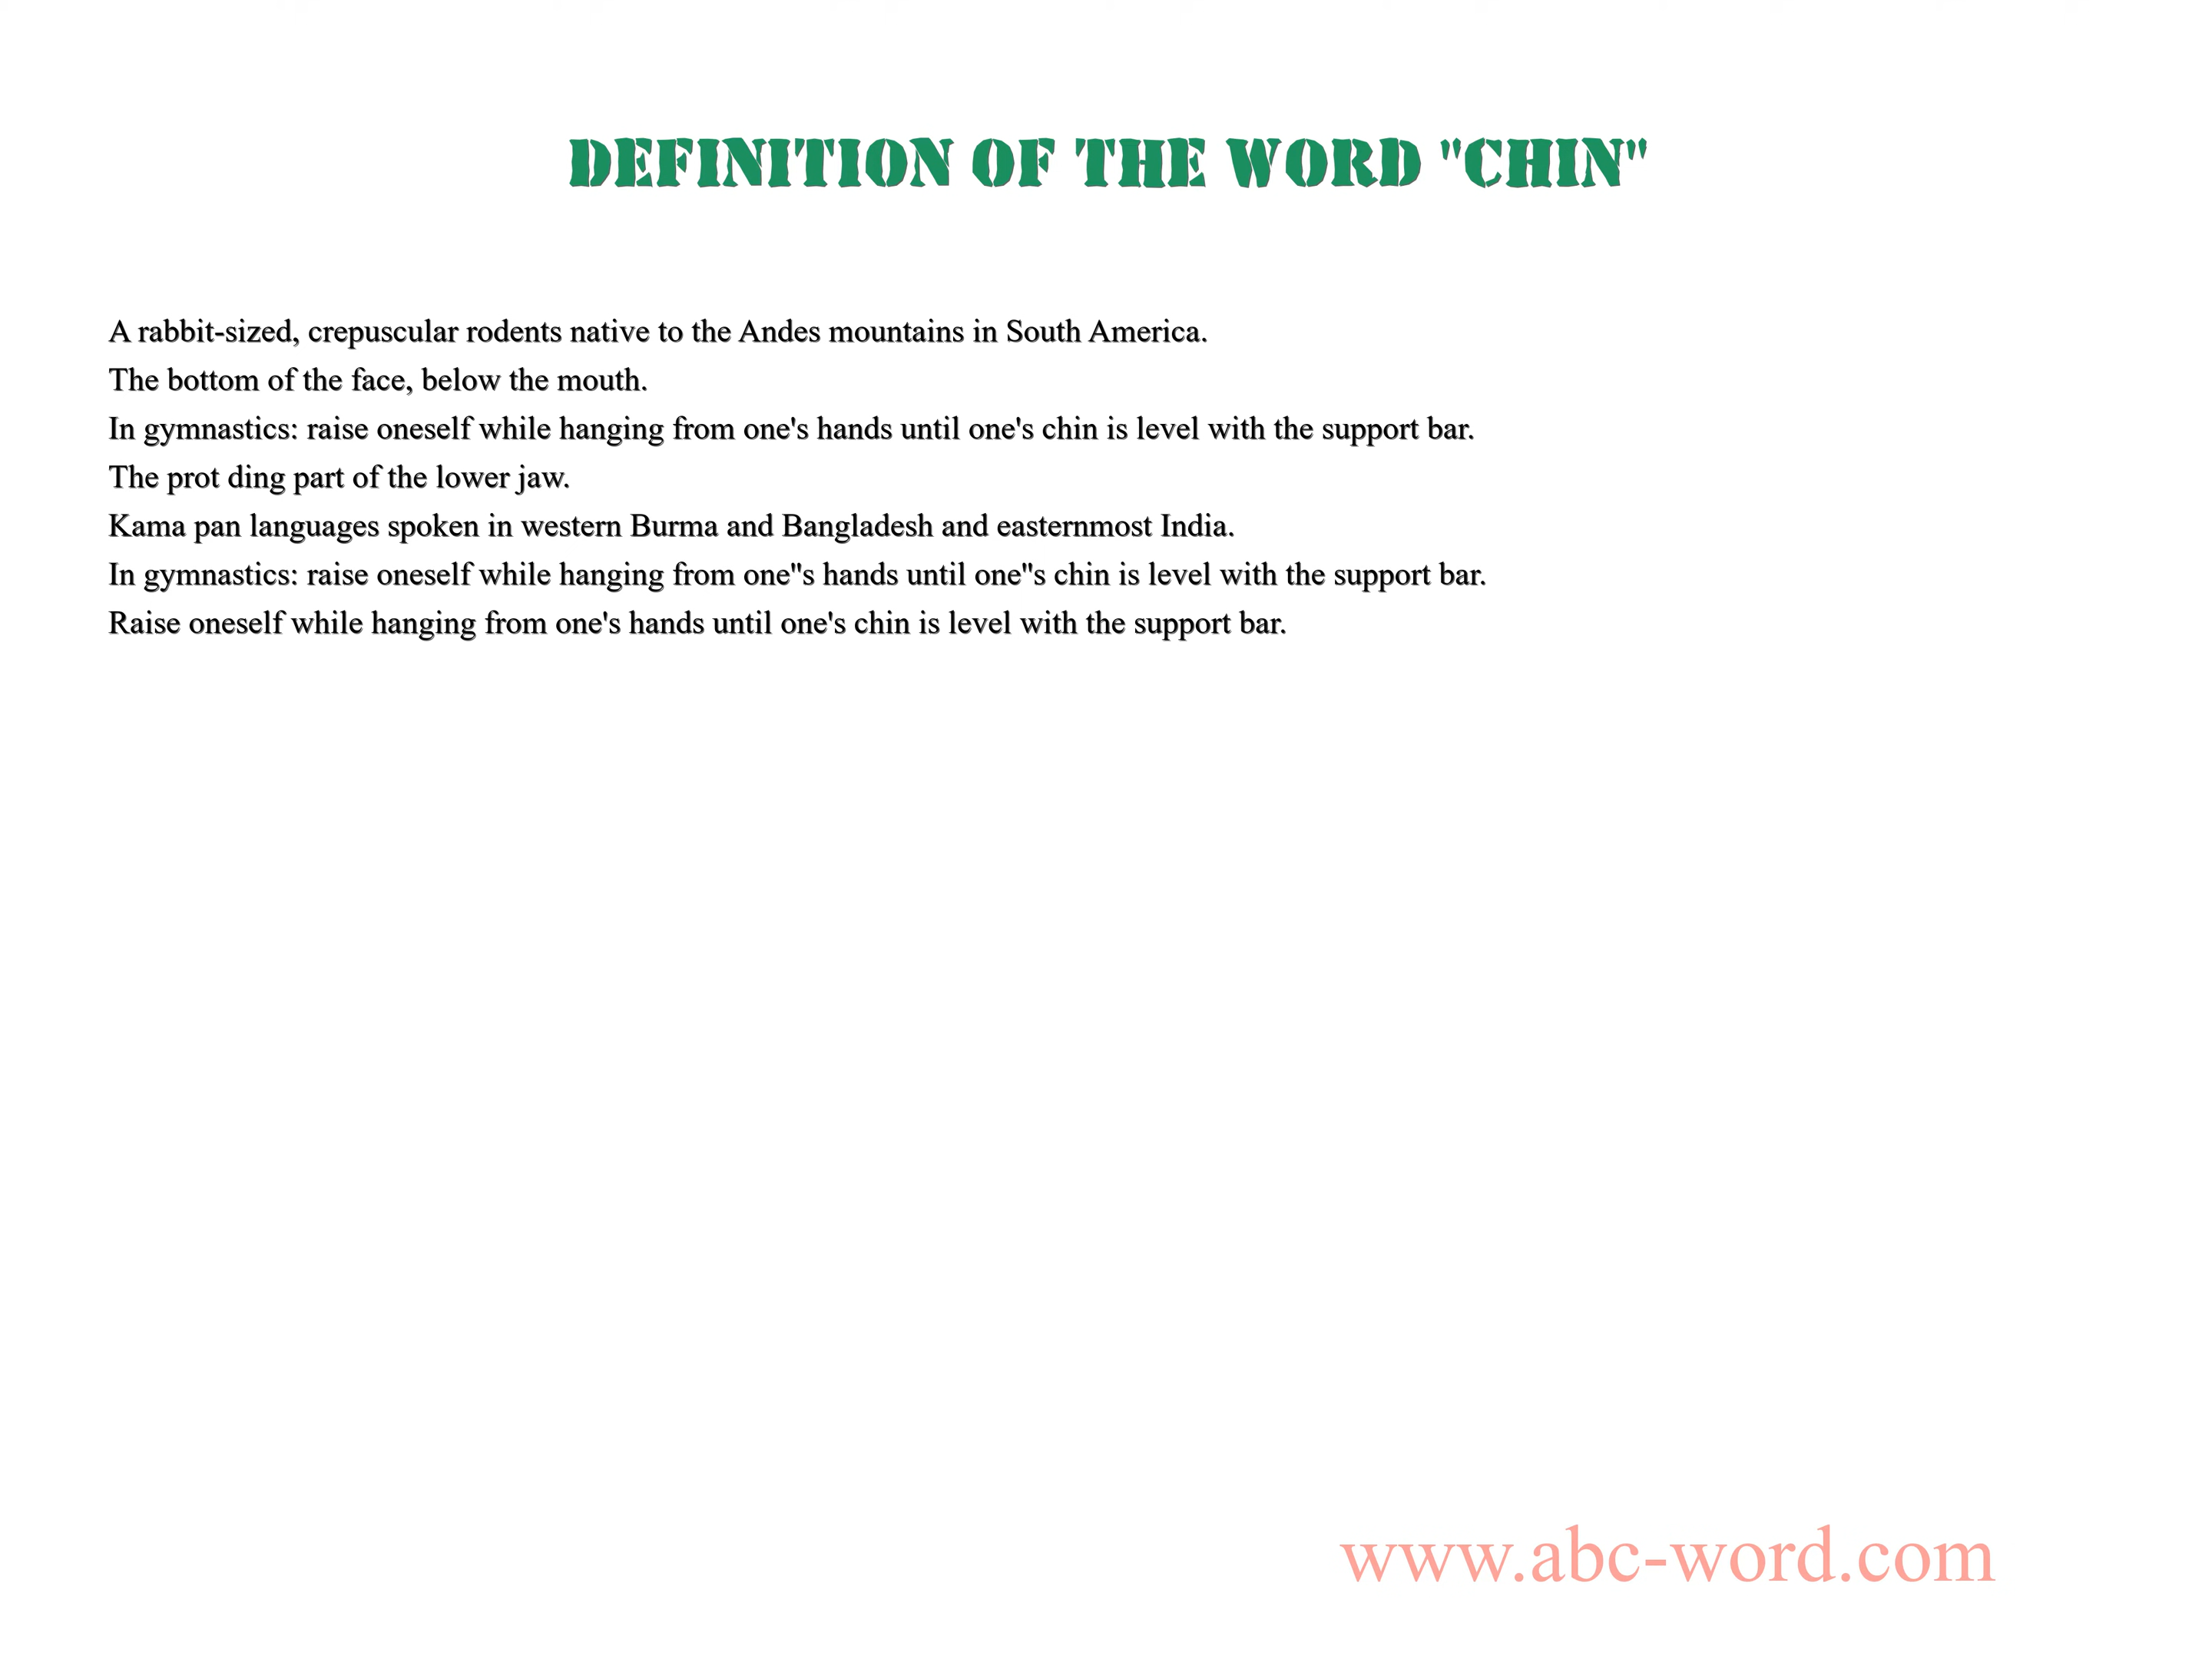 DEFINITION OF THE WORD "CHIN"
A rabbit-sized, crepuscular rodents native to the Andes mountains in South America.
The bottom of the face, below the mouth.
In gymnastics: raise oneself while hanging from one's hands until one's chin is level with the support bar.
The prot ding part of the lower jaw.
Kama pan languages spoken in western Burma and Bangladesh and easternmost India.
In gymnastics: raise oneself while hanging from one''s hands until one''s chin is level with the support bar.
Raise oneself while hanging from one's hands until one's chin is level with the support bar.
www.abc-word.com